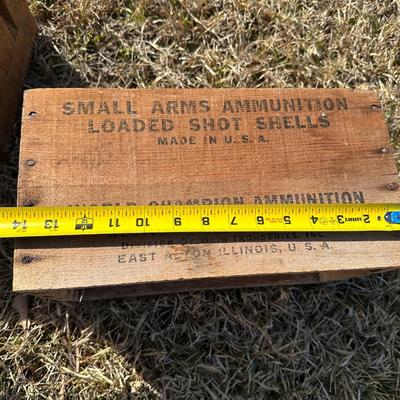 SMALL ARMS AMMUNITION
LOADED SHOT SHELLS
MADE IN U.S.A.
WORLD CHAMPION AMMUNITION
14 13 12 11 10 9 8 7 6 5 4 3 2
EAST ALTON, ILLINOIS, U.S.A.